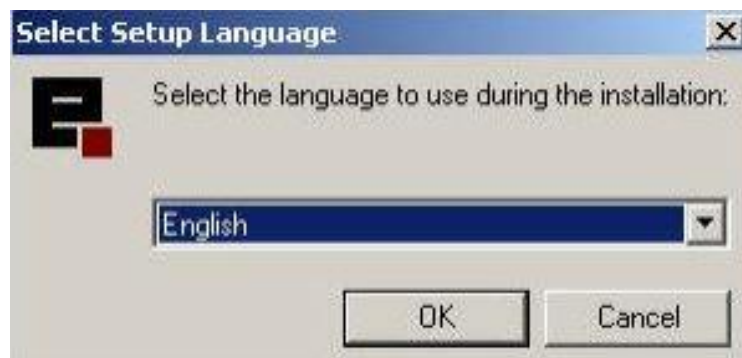 Select Setup Language
Select the language to use during the installation:
English
OK
Cancel